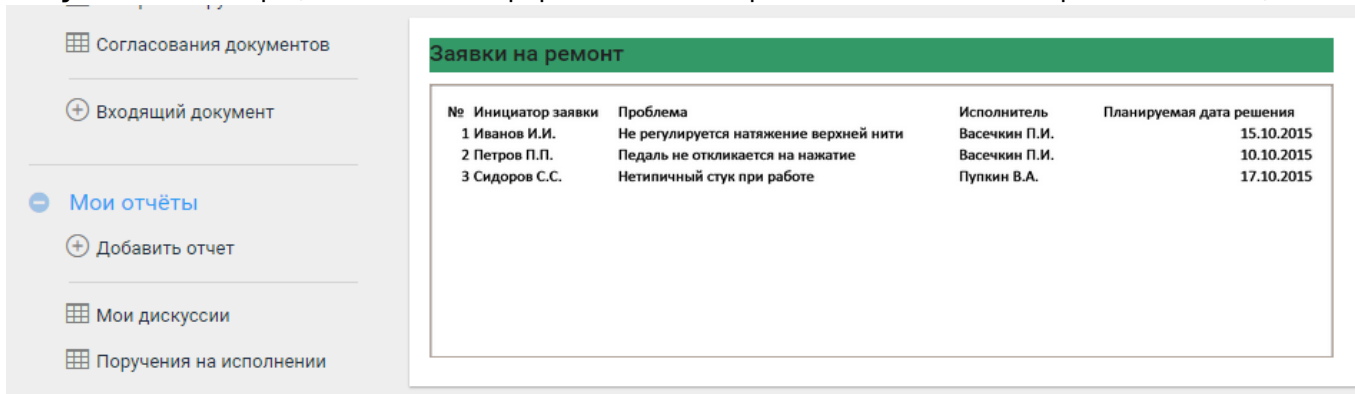 Согласования документов
Входящий документ
Мои отчёты
Добавить отчет
Мои дискуссии
Поручения на исполнении
Заявки на ремонт
№ Инициатор заявки Проблема Исполнитель Планируемая дата решения
1 Иванов И.И. Не регулируется натяжение верхней нити Васечкин П.И. 15.10.2015
2 Петров П.П. Педаль не откликается на нажатие Васечкин П.И. 10.10.2015
3 Сидоров С.С. Нетипичный стук при работе Пупкин В.А. 17.10.2015